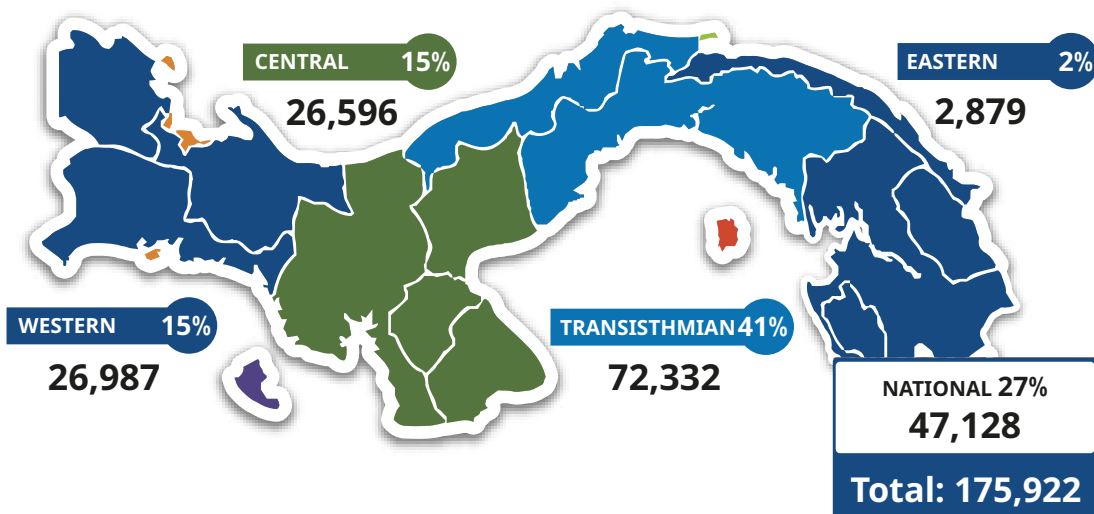 CENTRAL 15%
26,596
EASTERN 2%
2,879
WESTERN 15%
26,987
TRANSISTHMIAN 41%
72,332
NATIONAL 27%
47,128
Total: 175,922